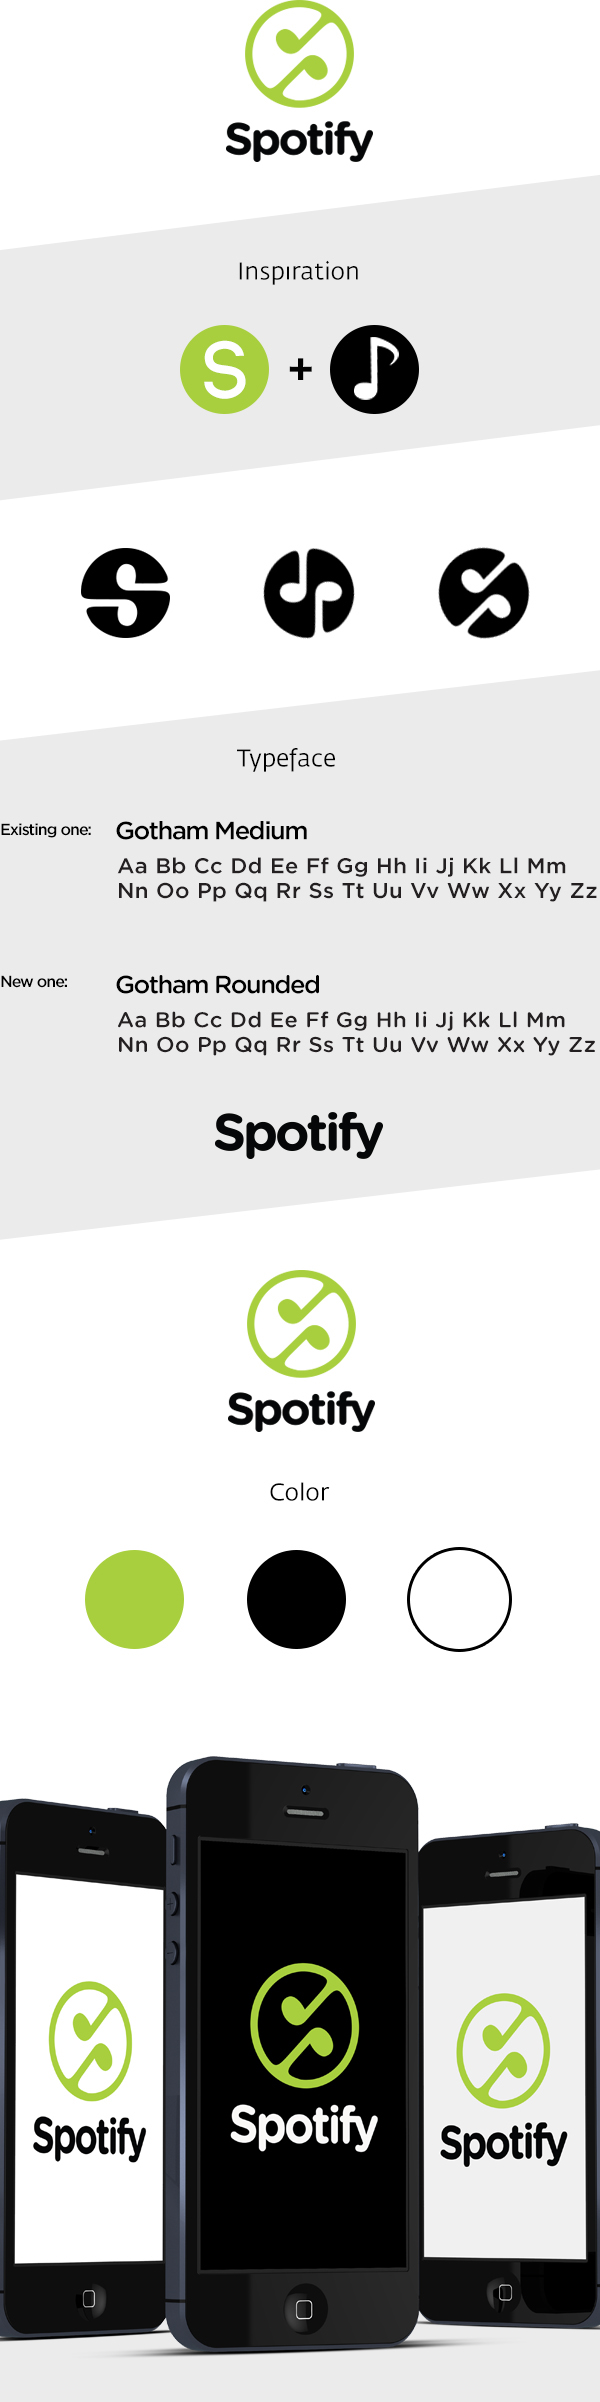 Spotify
Inspiration
S + 
Typeface
Existing one:
Gotham Medium
Aa Bb Cc Dd Ee Ff Gg Hh Ii Jj Kk Ll Mm
Nn Oo Pp Qq Rr Ss Tt Uu Vv Ww Xx Yy Zz
New one:
Gotham Rounded
Aa Bb Cc Dd Ee Ff Gg Hh Ii Jj Kk Ll Mm
Nn Oo Pp Qq Rr Ss Tt Uu Vv Ww Xx Yy Zz
Spotify
Spotify
Color
Spotify
Spotify
Spotify